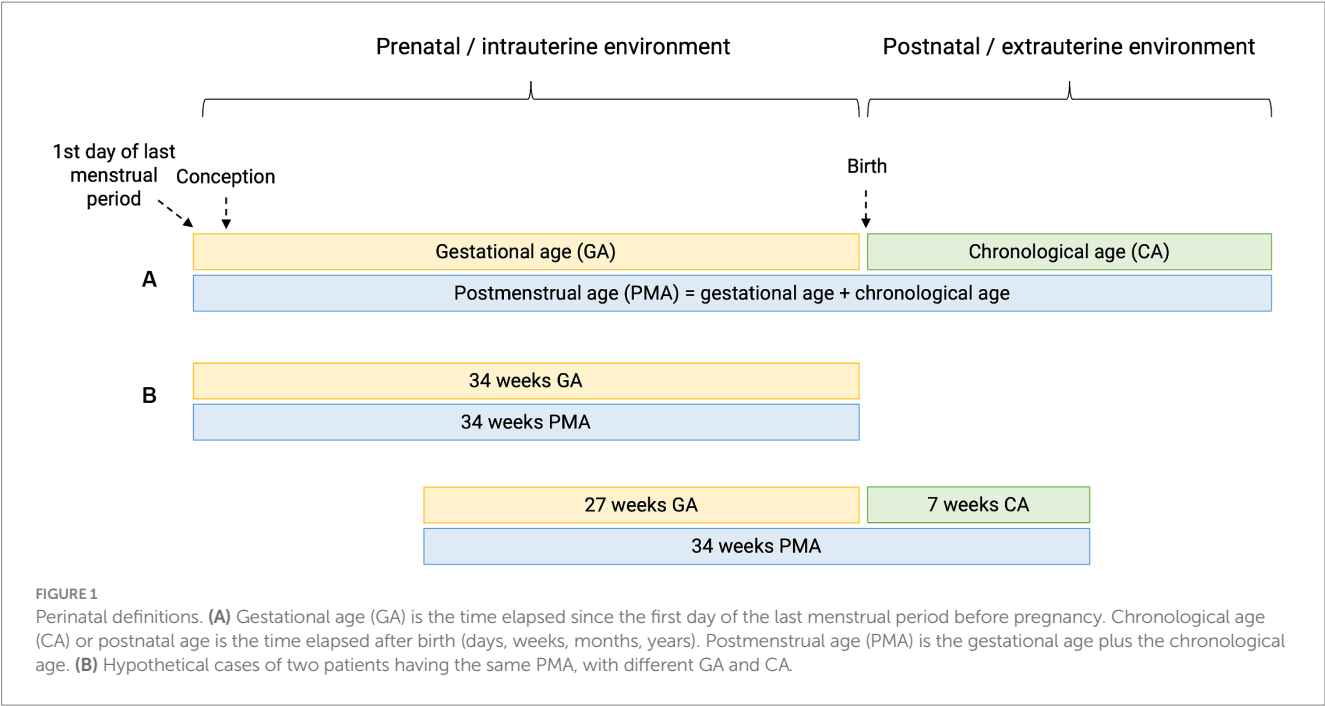 Prenatal / intrauterine environment
Postnatal / extrauterine environment
1st day of last
menstrual
period
Conception
Birth
A
Gestational age (GA)
Chronological age (CA)
Postmenstrual age (PMA) = gestational age + chronological age
B
34 weeks GA
34 weeks PMA
27 weeks GA
7 weeks CA
34 weeks PMA
FIGURE 1
Perinatal definitions. (A) Gestational age (GA) is the time elapsed since the first day of the last menstrual period before pregnancy. Chronological age
(CA) or postnatal age is the time elapsed after birth (days, weeks, months, years). Postmenstrual age (PMA) is the gestational age plus the chronological
age. (B) Hypothetical cases of two patients having the same PMA, with different GA and CA.